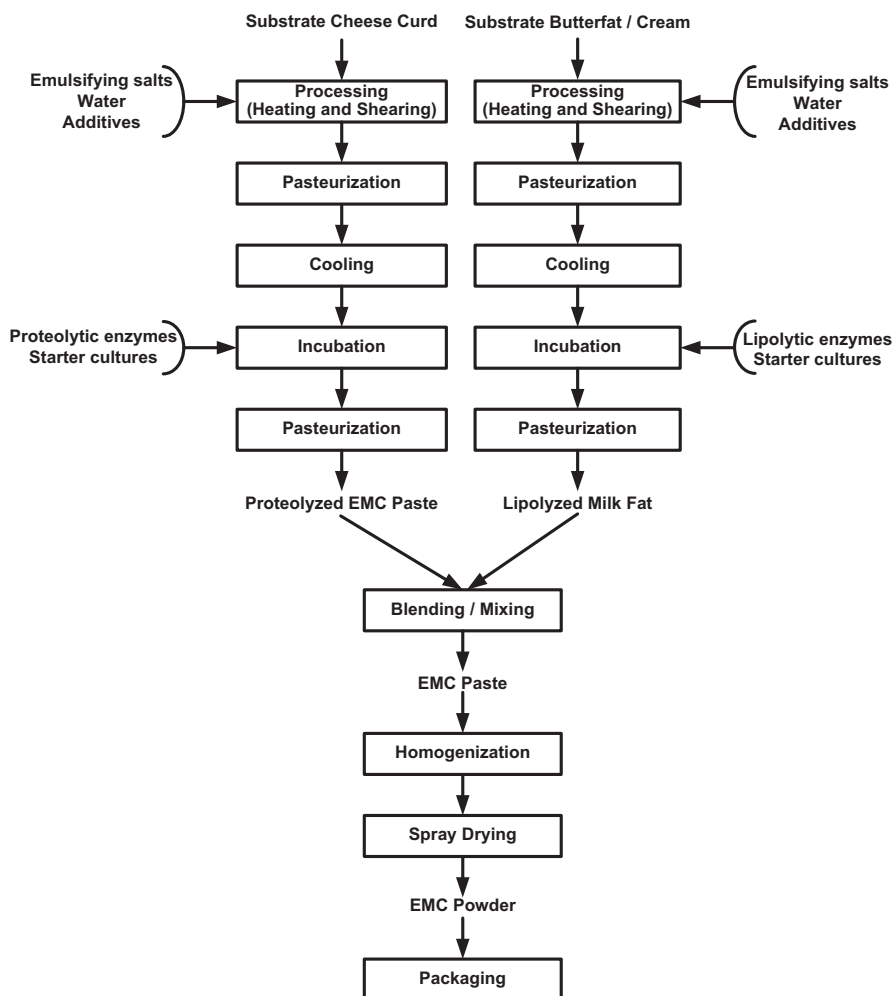 Substrate Cheese Curd
Substrate Butterfat / Cream
Emulsifying salts
Water
Additives
Processing
(Heating and Shearing)
Processing
(Heating and Shearing)
Emulsifying salts
Water
Additives
Pasteurization
Pasteurization
Cooling
Cooling
Proteolytic enzymes
Starter cultures
Incubation
Incubation
Lipolytic enzymes
Starter cultures
Pasteurization
Pasteurization
Proteolyzed EMC Paste
Lipolyzed Milk Fat
Blending / Mixing
EMC Paste
Homogenization
Spray Drying
EMC Powder
Packaging